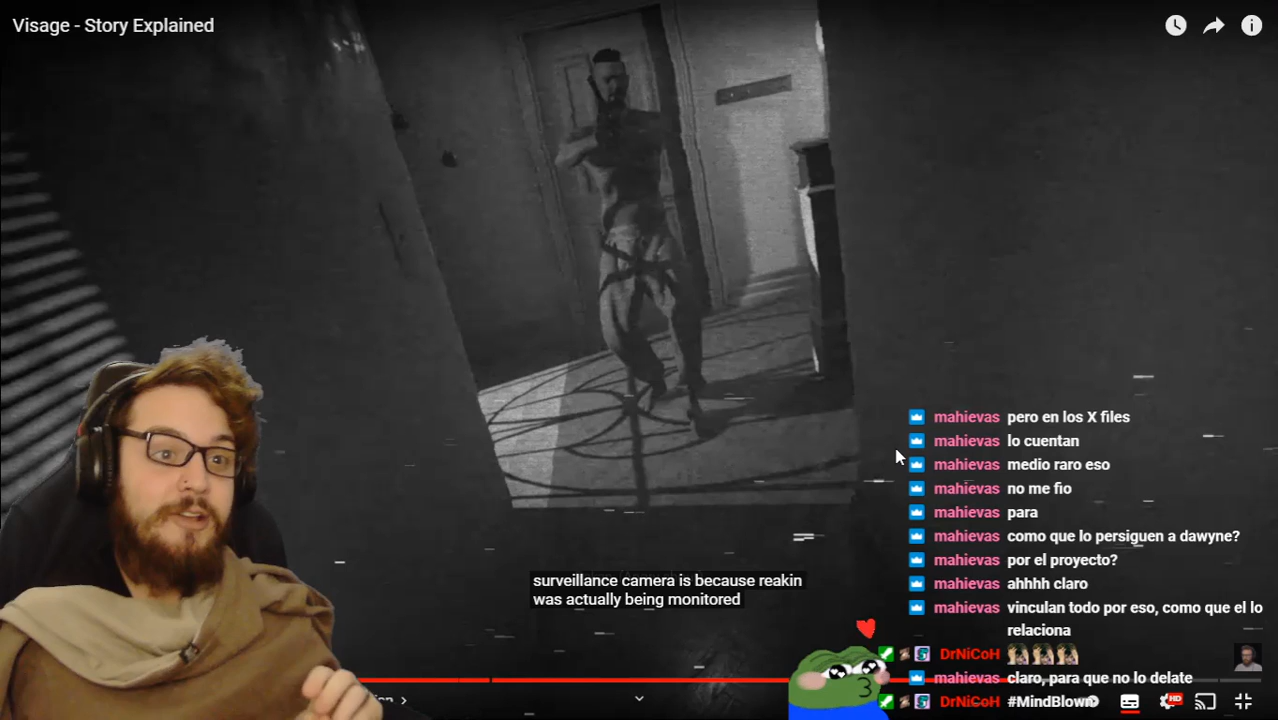 Visage - Story Explained
mahievas pero en los X files
mahievas lo cuentan
mahievas medio raro eso
mahievas no me fio
mahievas para
mahievas como que lo persiguen a dawyne?
mahievas por el proyecto?
mahievas ahhhh claro
mahievas vinculan todo por eso, como que el lo
relaciona
surveillance camera is because reakin
was actually being monitored
DrNiCoH
mahievas claro, para que no lo delate
DrNiCoH #MindBlown
HD